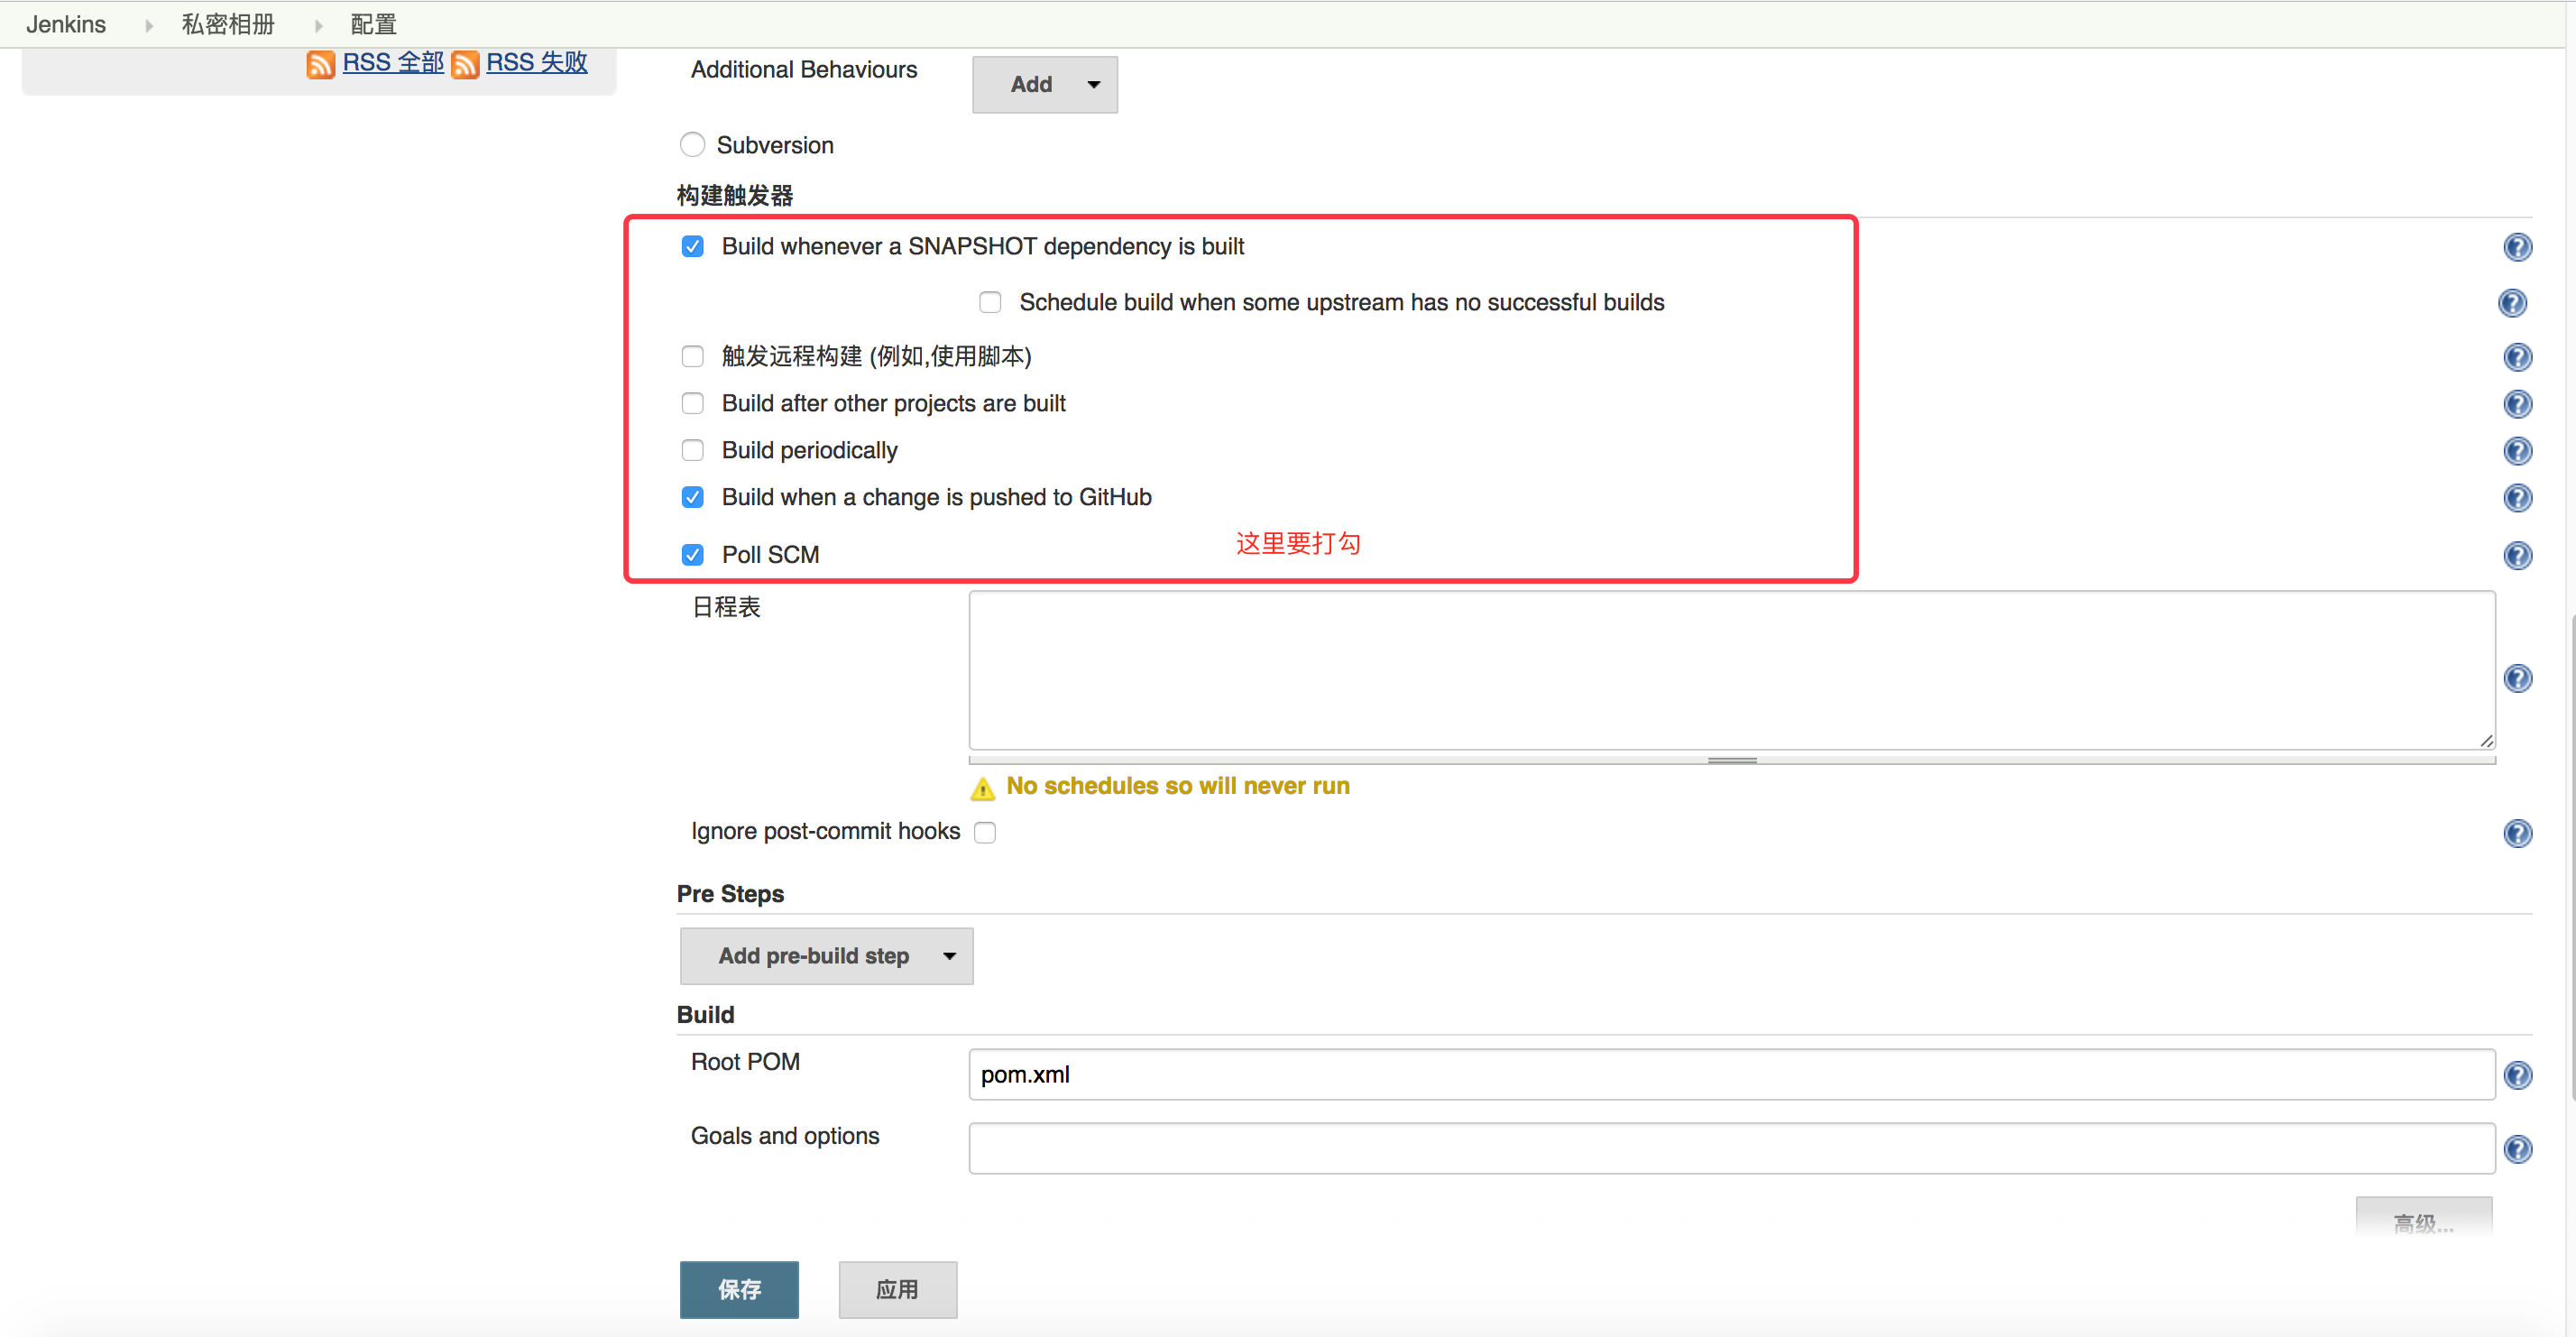 Jenkins 私密相册 配置
RSS 全部 RSS 失败
Additional Behaviours Add
Subversion
构建触发器
Build whenever a SNAPSHOT dependency is built
Schedule build when some upstream has no successful builds
触发远程构建 (例如,使用脚本)
Build after other projects are built
Build periodically
Build when a change is pushed to GitHub
这里要打勾
Poll SCM
日程表
No schedules so will never run
Ignore post-commit hooks
Pre Steps
Add pre-build step
Build
Root POM pom.xml
Goals and options
高级...
保存 应用